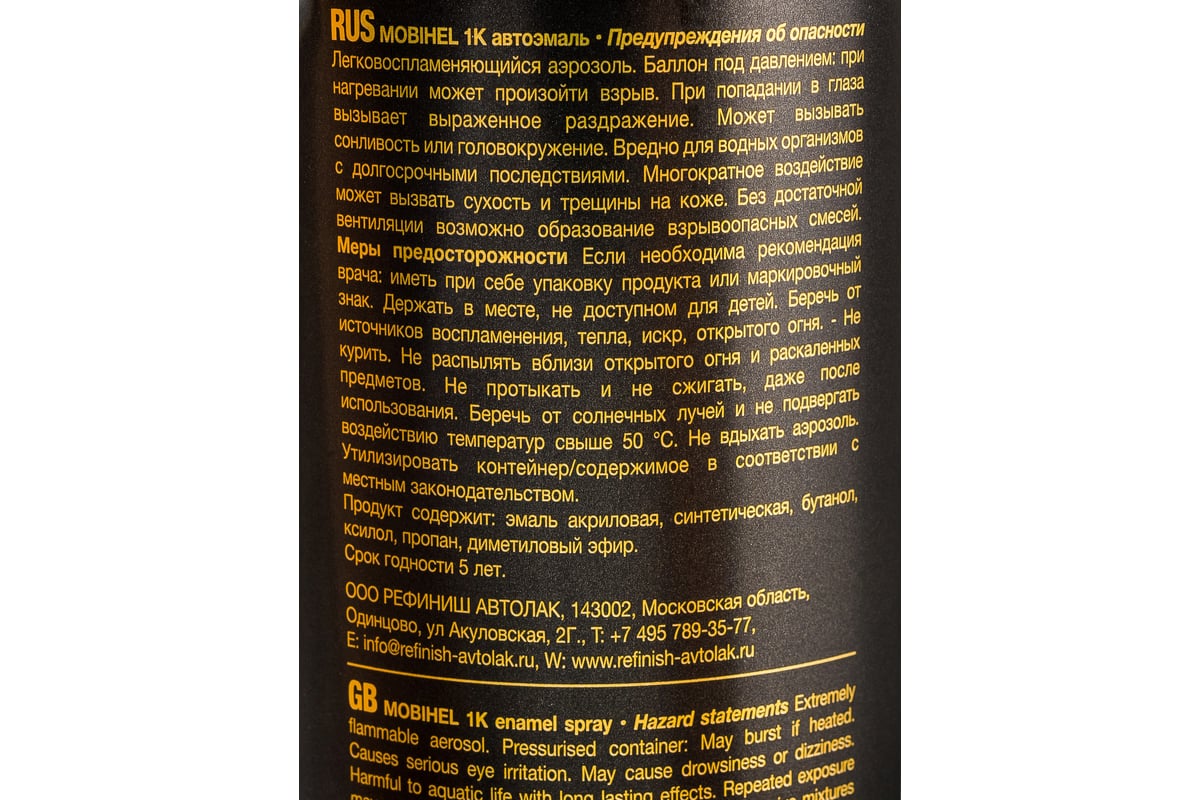 RUS MOBIHEL 1K автоэмаль • Предупреждения об опасности
Легковоспламеняющийся аэрозоль. Баллон под давлением: при
нагревании может произойти взрыв. При попадании в глаза
вызывает выраженное раздражение. Может вызывать
сонливость или головокружение. Вредно для водных организмов
с долгосрочными последствиями. Многократное воздействие
может вызвать сухость и трещины на коже. Без достаточной
вентиляции возможно образование взрывоопасных смесей.
Меры предосторожности Если необходима рекомендация
врача: иметь при себе упаковку продукта или маркировочный
знак. Держать в месте, не доступном для детей. Беречь от
источников воспламенения, тепла, искр, открытого огня. - Не
курить. Не распылять вблизи открытого огня и раскаленных
предметов. Не протыкать и не сжигать, даже после
использования. Беречь от солнечных лучей и не подвергать
воздействию температур свыше 50 °C. Не вдыхать аэрозоль.
Утилизировать контейнер/содержимое в соответствии с
местным законодательством.
Продукт содержит: эмаль акриловая, синтетическая, бутанол,
ксилол, пропан, диметиловый эфир.
Срок годности 5 лет.
ООО РЕФИНИШ АВТОЛАК, 143002, Московская область,
Одинцово, ул Акуловская, 2Г., Т: +7 495 789-35-77,
E: info@refinish-avtolak.ru, W: www.refinish-avtolak.ru
GB MOBIHEL 1K enamel spray • Hazard statements Extremely
flammable aerosol. Pressurised container: May burst if heated.
Causes serious eye irritation. May cause drowsiness or dizziness.
Harmful to aquatic life with long lasting effects. Repeated exposure
mixtures